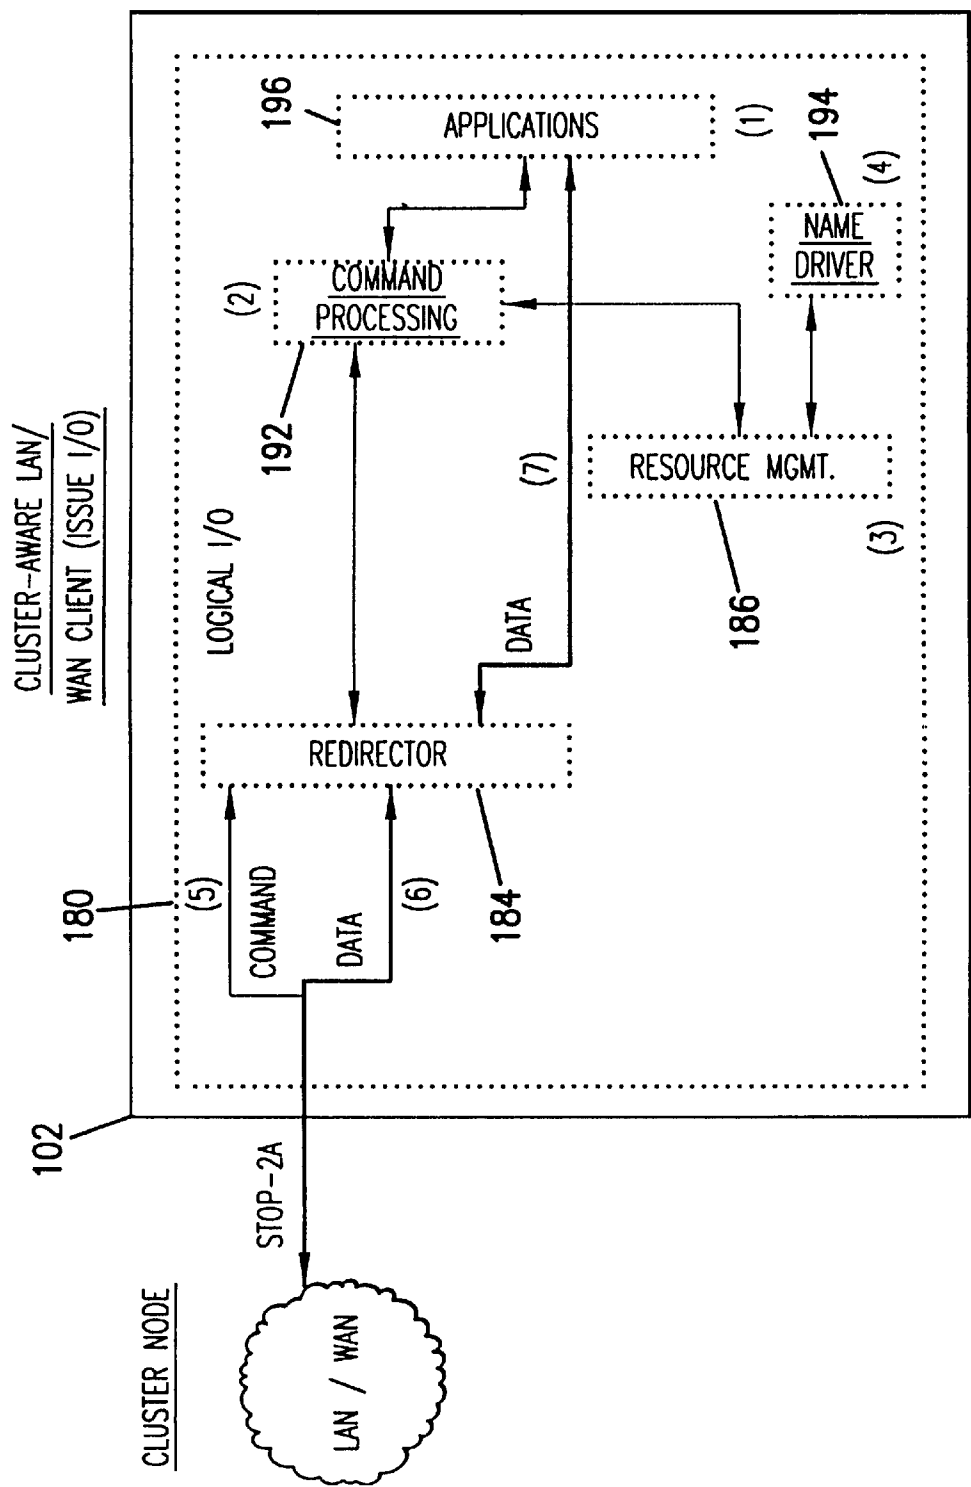 CLUSTER-AWARE LAN/
WAN CLIENT (ISSUE I/O)
CLUSTER NODE
LAN / WAN
STOP-2A
102
180
(5)
COMMAND
DATA
(6)
REDIRECTOR
184
LOGICAL I/O
DATA
(7)
(2)
COMMAND
PROCESSING
192
196
APPLICATIONS
(1)
RESOURCE MGMT.
186
(3)
NAME
DRIVER
(4)
194